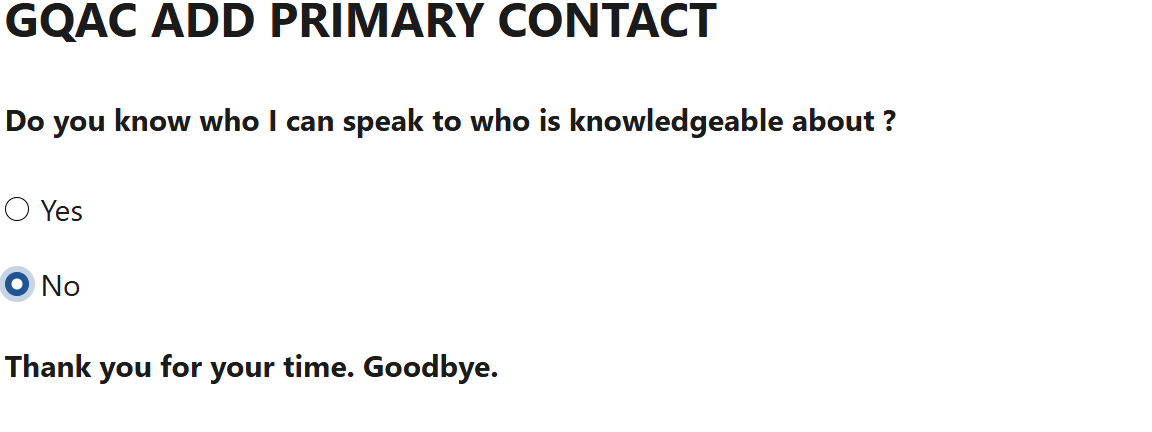 GQAC ADD PRIMARY CONTACT
Do you know who I can speak to who is knowledgeable about ?
Yes
No
Thank you for your time. Goodbye.